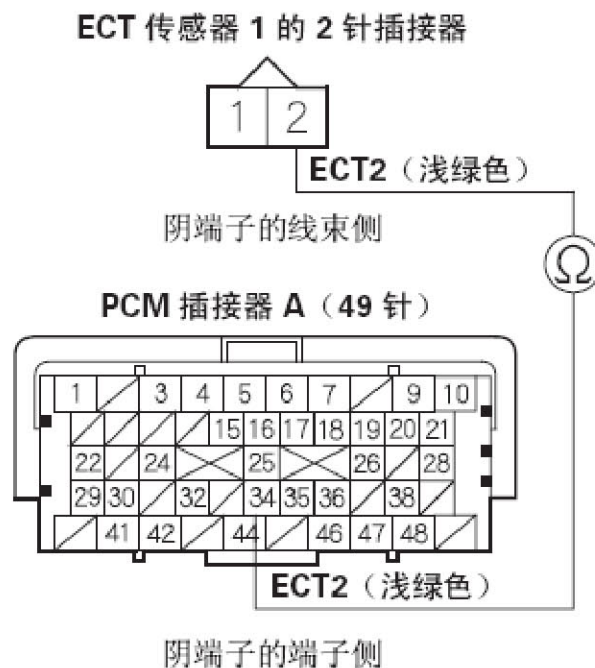 ECT 传感器 1 的 2 针插接器
1 2
ECT2（浅绿色）
阴端子的线束侧
Ω
PCM 插接器 A（49 针）
1 3 4 5 6 7 9 10
15 16 17 18 19 20 21
22 24 25 26 28
29 30 32 34 35 36 38
41 42 44 46 47 48
ECT2（浅绿色）
阴端子的端子侧